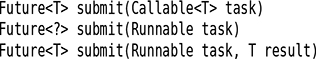 Future<T> submit(Callable<T> task)
Future<?> submit(Runnable task)
Future<T> submit(Runnable task, T result)